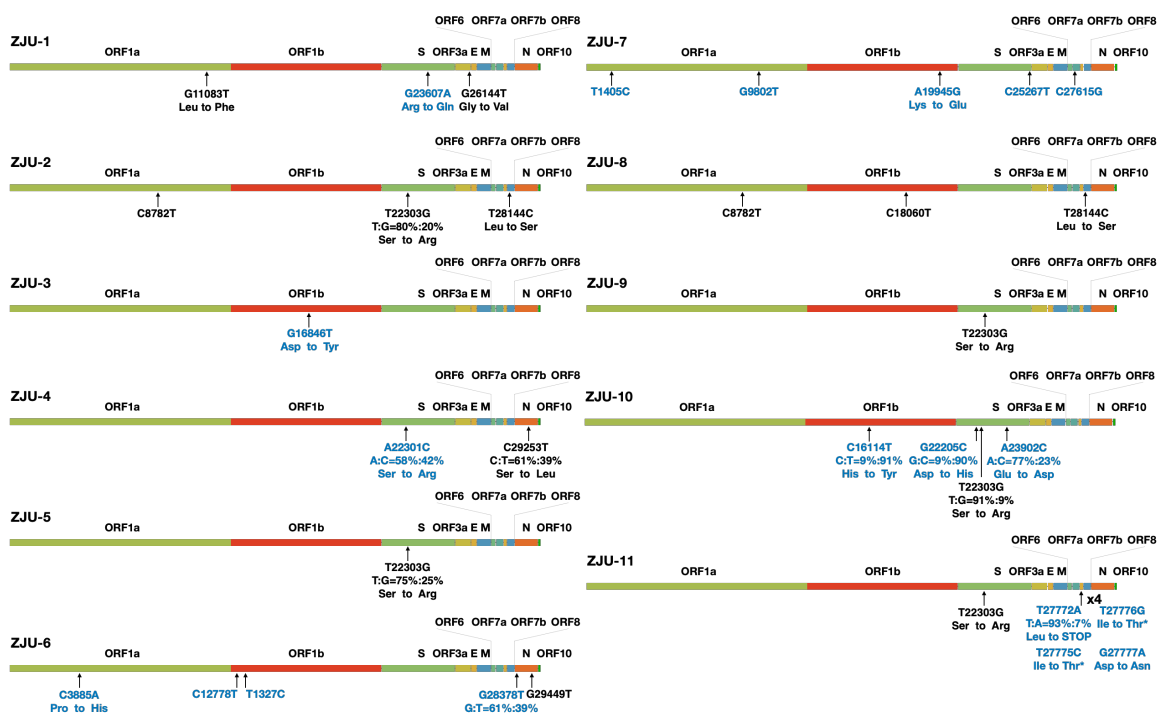 ORF6 ORF7a ORF7b ORF8
ZJU-1
ORF1a ORF1b S ORF3a E M N ORF10
G11083T G23607A G26144T
Leu to Phe Arg to Gln Gly to Val
ORF6 ORF7a ORF7b ORF8
ZJU-2
ORF1a ORF1b S ORF3a E M N ORF10
C8782T T22303G T28144C
T:G=80%:20% Leu to Ser
Ser to Arg
ORF6 ORF7a ORF7b ORF8
ZJU-3
ORF1a ORF1b S ORF3a E M N ORF10
G16846T
Asp to Tyr
ORF6 ORF7a ORF7b ORF8
ZJU-4
ORF1a ORF1b S ORF3a E M N ORF10
A22301C C29253T
A:C=58%:42% C:T=61%:39%
Ser to Arg Ser to Leu
ORF6 ORF7a ORF7b ORF8
ZJU-5
ORF1a ORF1b S ORF3a E M N ORF10
T22303G
T:G=75%:25%
Ser to Arg
ORF6 ORF7a ORF7b ORF8
ZJU-6
ORF1a ORF1b S ORF3a E M N ORF10
C3885A C12778T T1327C G28378T G29449T
Pro to His G:T=61%:39%
ORF6 ORF7a ORF7b ORF8
ZJU-7
ORF1a ORF1b S ORF3a E M N ORF10
T1405C G9802T A19945G C25267T C27615G
Lys to Glu
ORF6 ORF7a ORF7b ORF8
ZJU-8
ORF1a ORF1b S ORF3a E M N ORF10
C8782T C18060T T28144C
Leu to Ser
ORF6 ORF7a ORF7b ORF8
ZJU-9
ORF1a ORF1b S ORF3a E M N ORF10
T22303G
Ser to Arg
ORF6 ORF7a ORF7b ORF8
ZJU-10
ORF1a ORF1b S ORF3a E M N ORF10
C16114T G22205C A23902C
C:T=9%:91% G:C=9%:90% A:C=77%:23%
His to Tyr Asp to His Glu to Asp
T22303G
T:G=91%:9%
Ser to Arg
ORF6 ORF7a ORF7b ORF8
ZJU-11
ORF1a ORF1b S ORF3a E M N ORF10
x4
T22303G T27772A T27776G
Ser to Arg T:A=93%:7% Ile to Thr*
Leu to STOP
T27775C G27777A
Ile to Thr* Asp to Asn